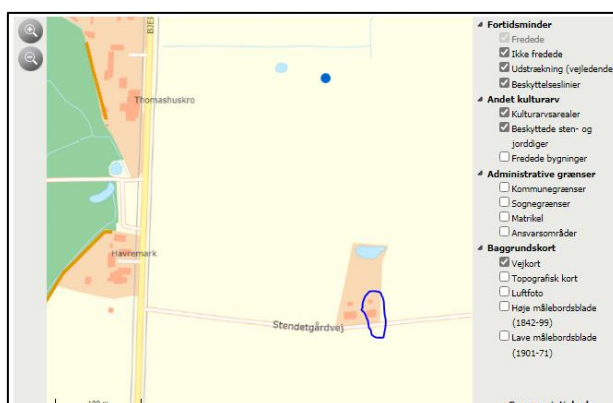 BJER
Thomashuskro
Havremark
Stendetgårdvej
100 m
Fortidsminder
Fredede
Ikke fredede
Udstrækning (vejledende
Beskyttelseslinier
Andet kulturarv
Kulturarvsarealer
Beskyttede sten- og
jorddiger
Fredede bygninger
Administrative grænser
Kommunegrænser
Sognegrænser
Matrikel
Ansvarsområder
Baggrundskort
Vejkort
Topografisk kort
Luftfoto
Høje målebordsblade
(1842-99)
Lave målebordsblade
(1901-71)